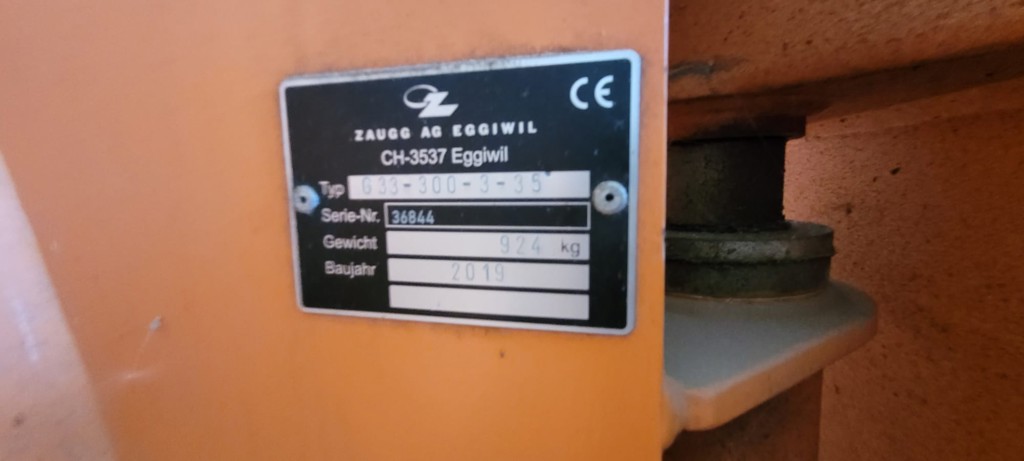 CE
ZAUGG AG EGGIWIL
CH-3537 Eggiwil
Typ G33-300-3-35°
Serie-Nr. 36844
Gewicht 924 kg
Baujahr 2019